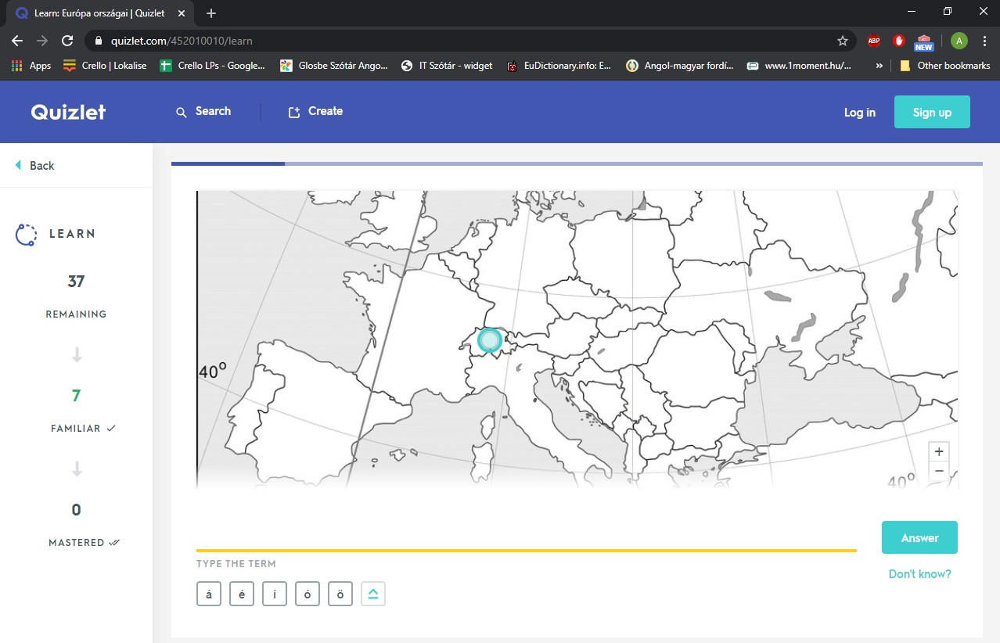 Learn: Európa országai | Quizlet
quizlet.com/452010010/learn
ABP
NEW
A
Apps
Crello | Lokalise
Crello LPs - Google...
Glosbe Szótár Ango...
IT Szótár - widget
EuDictionary.info: E...
Angol-magyar fordí...
www.1moment.hu/...
»
Other bookmarks
Quizlet
Search
Create
Log in
Sign up
Back
LEARN
37
REMAINING
7
FAMILIAR
0
MASTERED
40°
+
−
40°
Answer
TYPE THE TERM
Don't know?
á é í ó ö